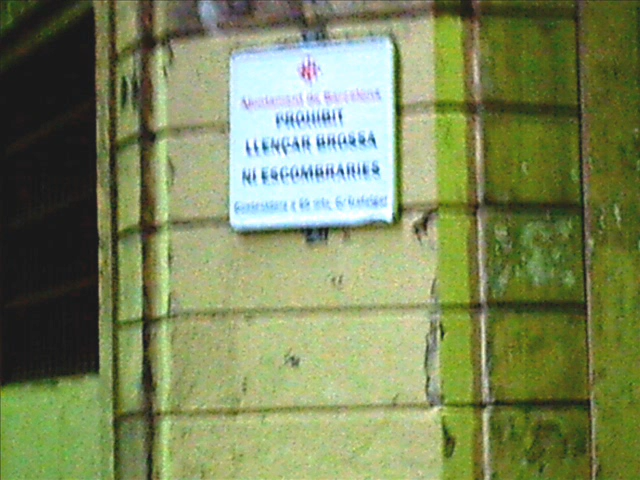 Ajuntament de Barcelona
PROHIBIT
LLENÇAR BROSSA
NI ESCOMBRARIES